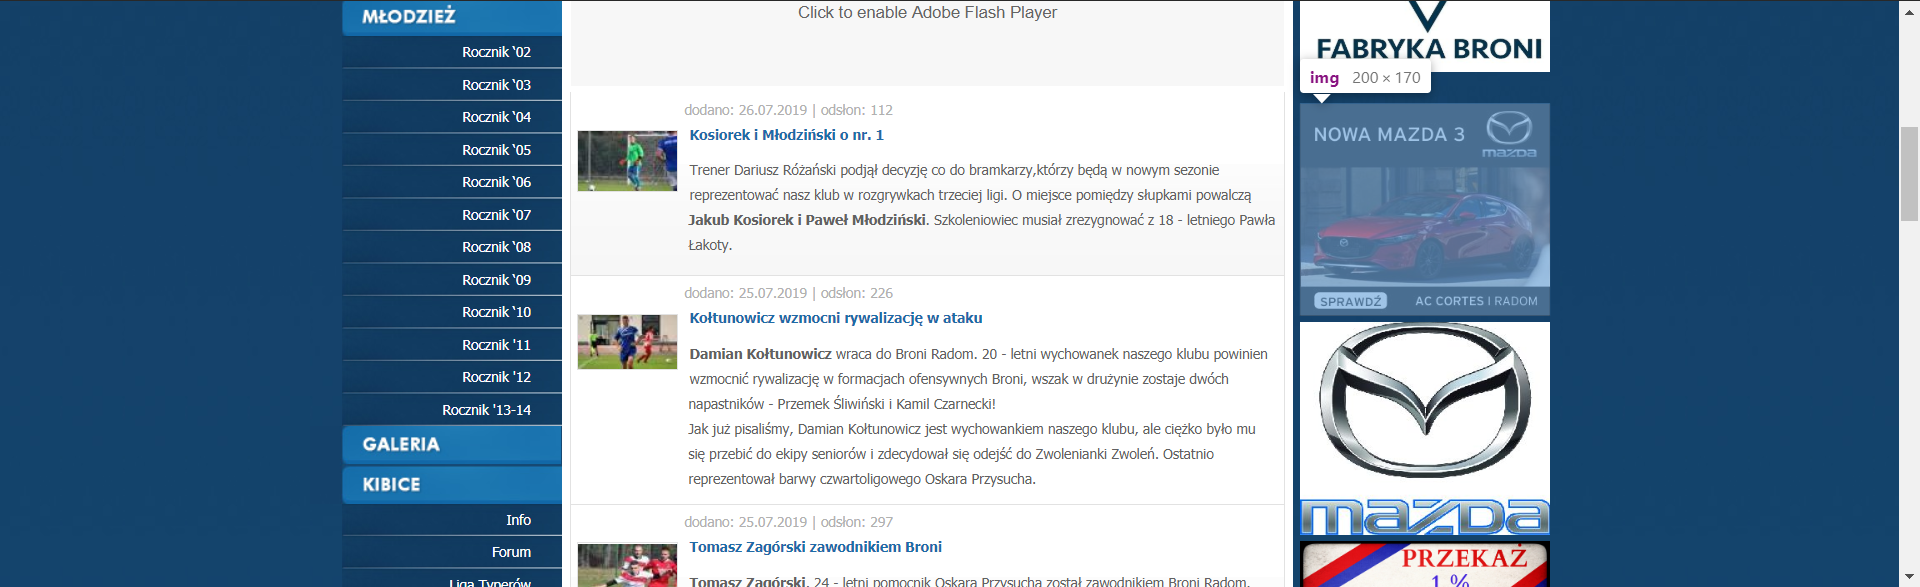 MŁODZIEŻ
Rocznik '02
Rocznik '03
Rocznik '04
Rocznik '05
Rocznik '06
Rocznik '07
Rocznik '08
Rocznik '09
Rocznik '10
Rocznik '11
Rocznik '12
Rocznik '13-14
GALERIA
KIBICE
Info
Forum
Liga Typerów
Click to enable Adobe Flash Player
dodano: 26.07.2019 | odsłon: 112
Kosiorek i Młodziński o nr. 1
Trener Dariusz Różański podjął decyzję co do bramkarzy,którzy będą w nowym sezonie
reprezentować nasz klub w rozgrywkach trzeciej ligi. O miejsce pomiędzy słupkami powalczą
Jakub Kosiorek i Paweł Młodziński. Szkoleniowiec musiał zrezygnować z 18 - letniego Pawła
Łakoty.
dodano: 25.07.2019 | odsłon: 226
Kołtunowicz wzmocni rywalizację w ataku
Damian Kołtunowicz wraca do Broni Radom. 20 - letni wychowanek naszego klubu powinien
wzmocnić rywalizację w formacjach ofensywnych Broni, wszak w drużynie zostaje dwóch
napastników - Przemek Śliwiński i Kamil Czarnecki!
Jak już pisaliśmy, Damian Kołtunowicz jest wychowankiem naszego klubu, ale ciężko było mu
się przebić do ekipy seniorów i zdecydował się odejść do Zwolenianki Zwoleń. Ostatnio
reprezentował barwy czwartoligowego Oskara Przysucha.
dodano: 25.07.2019 | odsłon: 297
Tomasz Zagórski zawodnikiem Broni
Tomasz Zagórski, 24 - letni pomocnik Oskara Przysucha został zawodnikiem Broni Radom.
FABRYKA BRONI
img 200 × 170
NOWA MAZDA 3
mazda
SPRAWDŹ
AC CORTES I RADOM
mazda
PRZEKAŻ
1 %